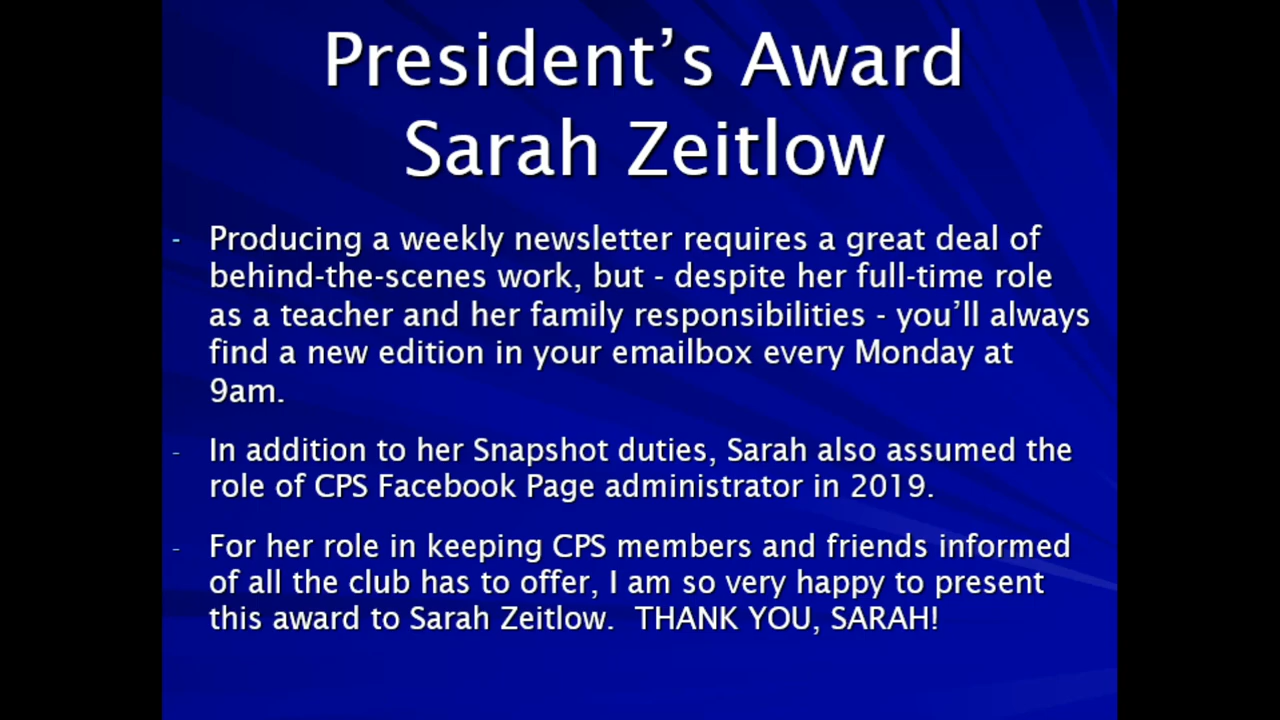 President’s Award
Sarah Zeitlow
- Producing a weekly newsletter requires a great deal of
behind-the-scenes work, but - despite her full-time role
as a teacher and her family responsibilities - you’ll always
find a new edition in your emailbox every Monday at
9am.
- In addition to her Snapshot duties, Sarah also assumed the
role of CPS Facebook Page administrator in 2019.
- For her role in keeping CPS members and friends informed
of all the club has to offer, I am so very happy to present
this award to Sarah Zeitlow.  THANK YOU, SARAH!